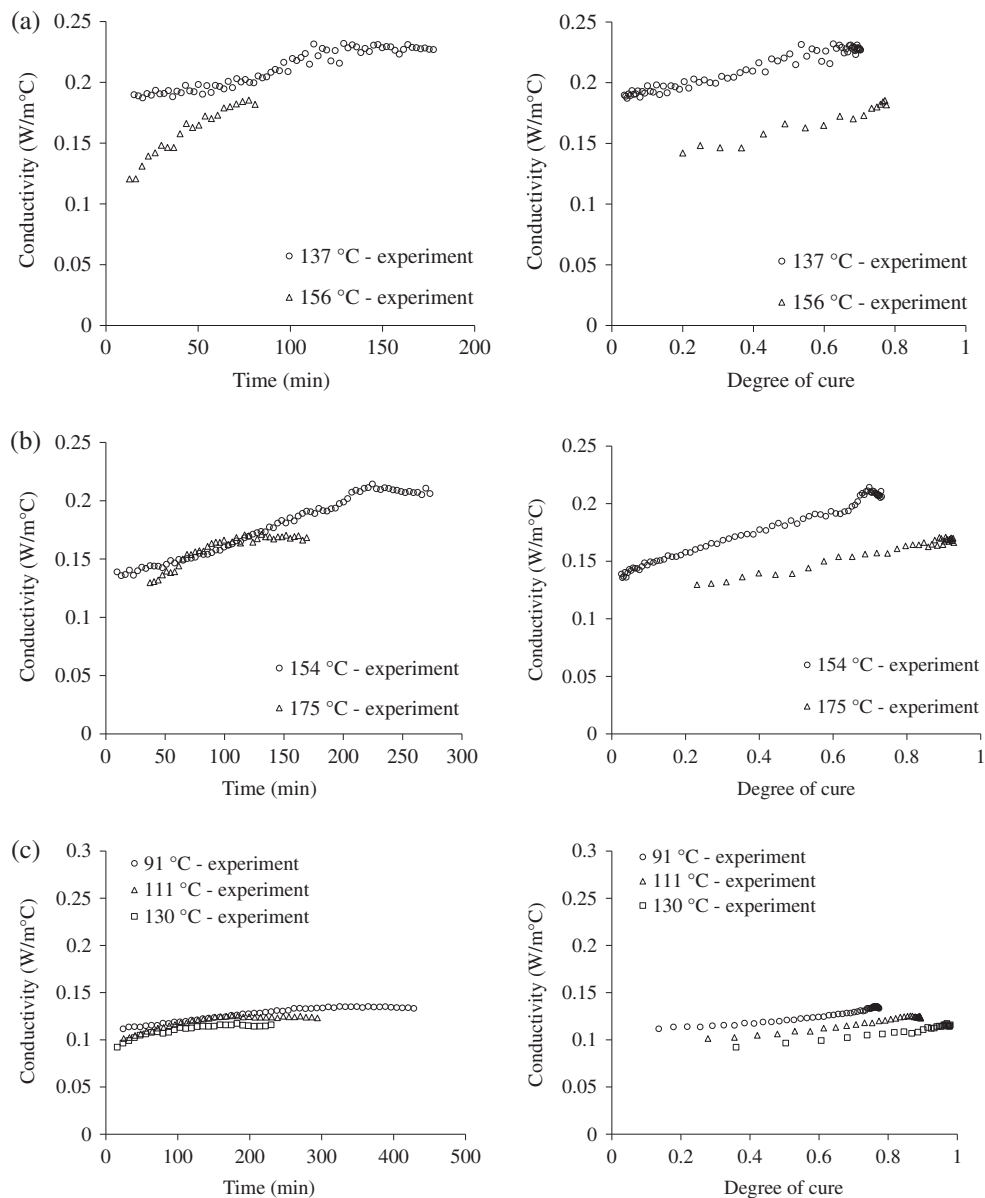 (a)
0.25
0.2
0.15
0.1
0.05
0
Conductivity (W/m°C)
137 °C - experiment
156 °C - experiment
0
50
100
150
200
Time (min)
0.25
0.2
0.15
0.1
0.05
0
Conductivity (W/m°C)
137 °C - experiment
156 °C - experiment
0
0.2
0.4
0.6
0.8
1
Degree of cure
(b)
0.25
0.2
0.15
0.1
0.05
0
Conductivity (W/m°C)
154 °C - experiment
175 °C - experiment
0
50
100
150
200
250
300
Time (min)
0.25
0.2
0.15
0.1
0.05
0
Conductivity (W/m°C)
154 °C - experiment
175 °C - experiment
0
0.2
0.4
0.6
0.8
1
Degree of cure
(c)
0.3
0.25
0.2
0.15
0.1
0.05
0
Conductivity (W/m°C)
91 °C - experiment
111 °C - experiment
130 °C - experiment
0
100
200
300
400
500
Time (min)
0.3
0.25
0.2
0.15
0.1
0.05
0
Conductivity (W/m°C)
91 °C - experiment
111 °C - experiment
130 °C - experiment
0
0.2
0.4
0.6
0.8
1
Degree of cure